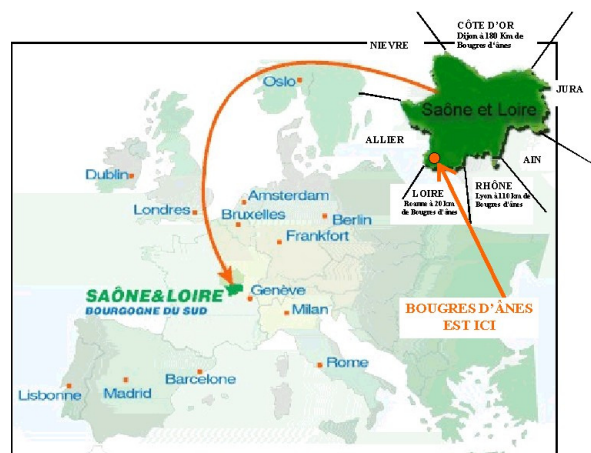 CÔTE D'OR
Dijon à 180 Km de
Bougres d'ânes
NIEVRE
JURA
Saône et Loire
ALLIER
AIN
LOIRE
Roanne à 20 km
de Bougres d'ânes
RHÔNE
Lyon à 110 km de
Bougres d'ânes
Oslo
Dublin
Londres
Amsterdam
Bruxelles
Berlin
Frankfort
SAÔNE&LOIRE
BOURGOGNE DU SUD
Genève
Milan
BOUGRES D'ÂNES
EST ICI
Rome
Barcelone
Madrid
Lisbonne